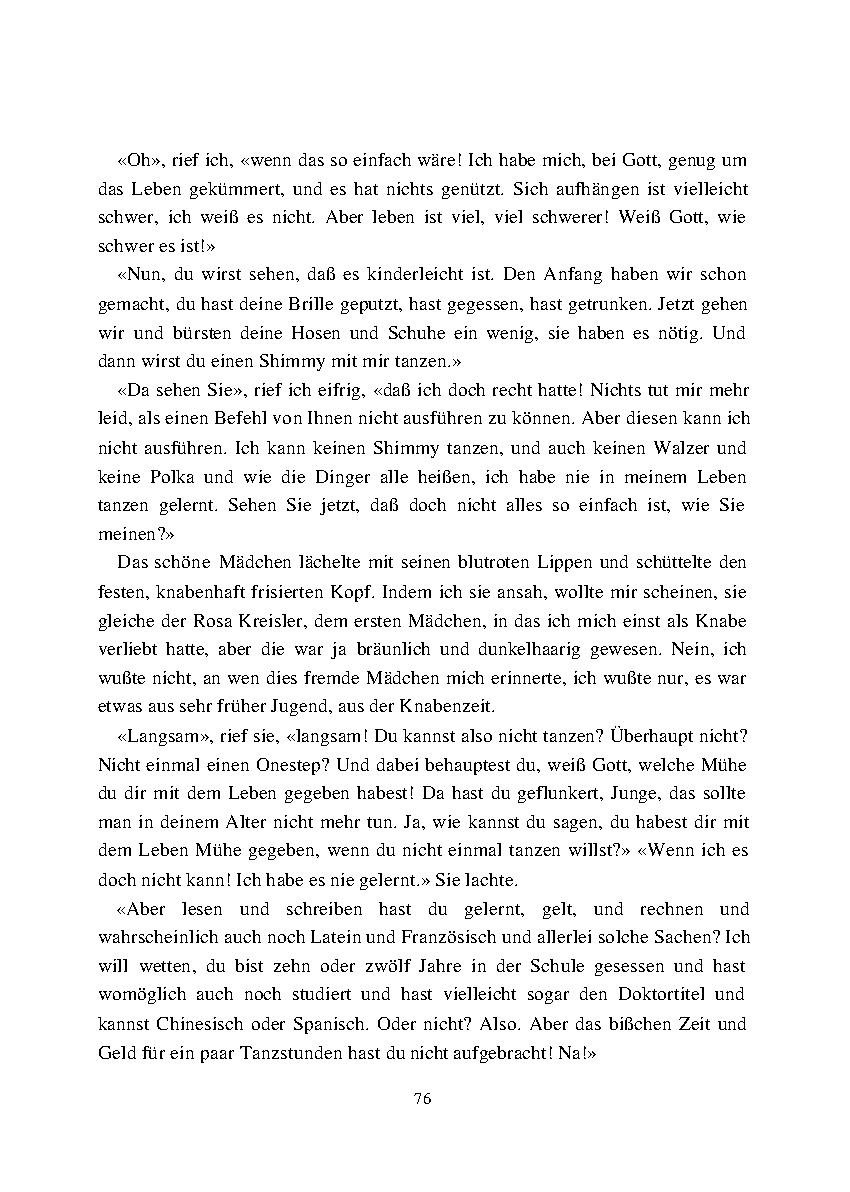 «Oh», rief ich, «wenn das so einfach wäre! Ich habe mich, bei Gott, genug um
das Leben gekümmert, und es hat nichts genützt. Sich aufhängen ist vielleicht
schwer, ich weiß es nicht. Aber leben ist viel, viel schwerer! Weiß Gott, wie
schwer es ist!»
«Nun, du wirst sehen, daß es kinderleicht ist. Den Anfang haben wir schon
gemacht, du hast deine Brille geputzt, hast gegessen, hast getrunken. Jetzt gehen
wir und bürsten deine Hosen und Schuhe ein wenig, sie haben es nötig. Und
dann wirst du einen Shimmy mit mir tanzen.»
«Da sehen Sie», rief ich eifrig, «daß ich doch recht hatte! Nichts tut mir mehr
leid, als einen Befehl von Ihnen nicht ausführen zu können. Aber diesen kann ich
nicht ausführen. Ich kann keinen Shimmy tanzen, und auch keinen Walzer und
keine Polka und wie die Dinger alle heißen, ich habe nie in meinem Leben
tanzen gelernt. Sehen Sie jetzt, daß doch nicht alles so einfach ist, wie Sie
meinen?»
Das schöne Mädchen lächelte mit seinen blutroten Lippen und schüttelte den
festen, knabenhaft frisierten Kopf. Indem ich sie ansah, wollte mir scheinen, sie
gleiche der Rosa Kreisler, dem ersten Mädchen, in das ich mich einst als Knabe
verliebt hatte, aber die war ja bräunlich und dunkelhaarig gewesen. Nein, ich
wußte nicht, an wen dies fremde Mädchen mich erinnerte, ich wußte nur, es war
etwas aus sehr früher Jugend, aus der Knabenzeit.
«Langsam», rief sie, «langsam! Du kannst also nicht tanzen? Überhaupt nicht?
Nicht einmal einen Onestep? Und dabei behauptest du, weiß Gott, welche Mühe
du dir mit dem Leben gegeben habest! Da hast du geflunkert, Junge, das sollte
man in deinem Alter nicht mehr tun. Ja, wie kannst du sagen, du habest dir mit
dem Leben Mühe gegeben, wenn du nicht einmal tanzen willst?» «Wenn ich es
doch nicht kann! Ich habe es nie gelernt.» Sie lachte.
«Aber lesen und schreiben hast du gelernt, gelt, und rechnen und
wahrscheinlich auch noch Latein und Französisch und allerlei solche Sachen? Ich
will wetten, du bist zehn oder zwölf Jahre in der Schule gesessen und hast
womöglich auch noch studiert und hast vielleicht sogar den Doktortitel und
kannst Chinesisch oder Spanisch. Oder nicht? Also. Aber das bißchen Zeit und
Geld für ein paar Tanzstunden hast du nicht aufgebracht! Na!»
76